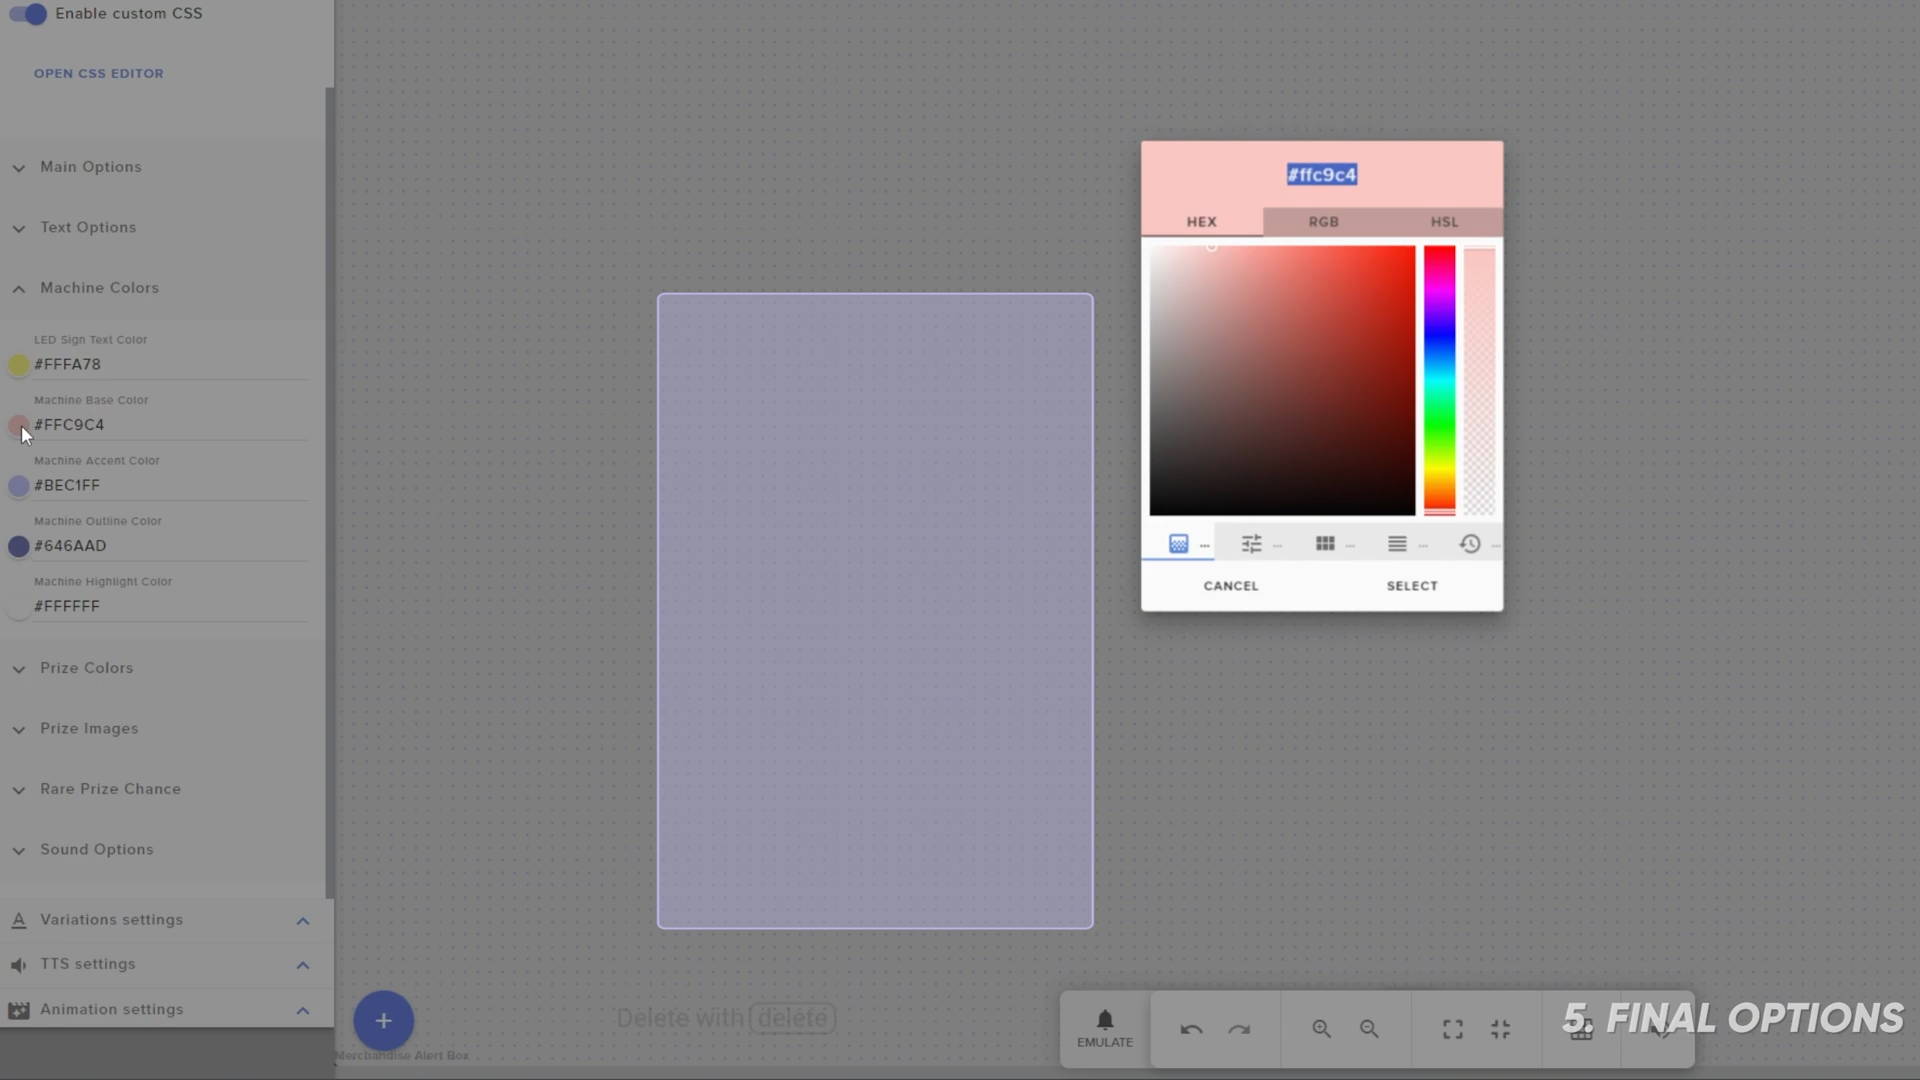 Enable custom CSS
OPEN CSS EDITOR
Main Options
Text Options
Machine Colors
LED Sign Text Color
#FFFA78
Machine Base Color
#FFC9C4
Machine Accent Color
#BEC1FF
Machine Outline Color
#646AAD
Machine Highlight Color
#FFFFFF
Prize Colors
Prize Images
Rare Prize Chance
Sound Options
Variations settings
TTS settings
Animation settings
#ffc9c4
HEX RGB HSL
... ... ... ... ...
CANCEL SELECT
+
Delete with delete
Merchandise Alert Box
EMULATE
5. FINAL OPTIONS